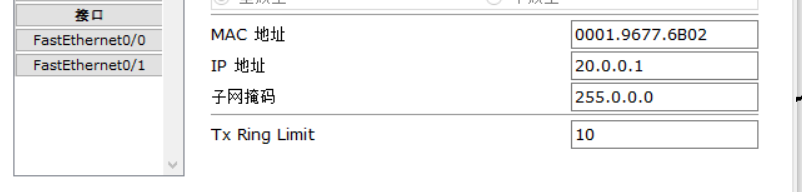 接口
FastEthernet0/0
FastEthernet0/1
MAC 地址
0001.9677.6B02
IP 地址
20.0.0.1
子网掩码
255.0.0.0
Tx Ring Limit
10